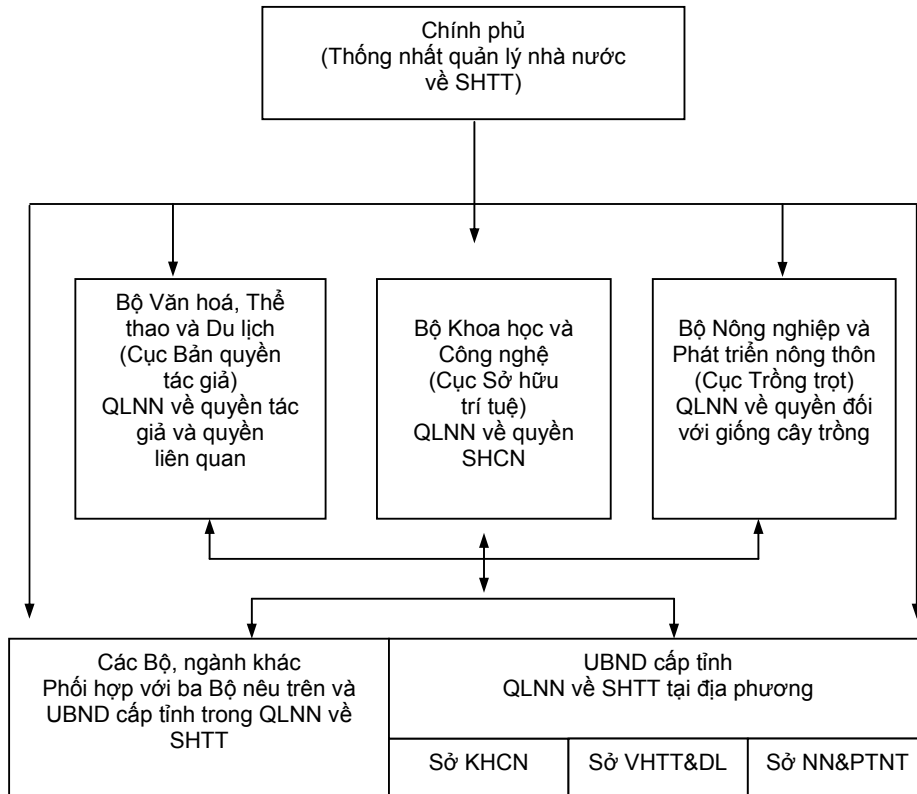 Chính phủ
(Thống nhất quản lý nhà nước
về SHTT)
Bộ Văn hoá, Thể
thao và Du lịch
(Cục Bản quyền
tác giả)
QLNN về quyền tác
giả và quyền
liên quan
Bộ Khoa học và
Công nghệ
(Cục Sở hữu
trí tuệ)
QLNN về quyền
SHCN
Bộ Nông nghiệp và
Phát triển nông thôn
(Cục Trồng trọt)
QLNN về quyền đối
với giống cây trồng
Các Bộ, ngành khác
Phối hợp với ba Bộ nêu trên và
UBND cấp tỉnh trong QLNN về
SHTT
UBND cấp tỉnh
QLNN về SHTT tại địa phương
Sở KHCN
Sở VHTT&DL
Sở NN&PTNT